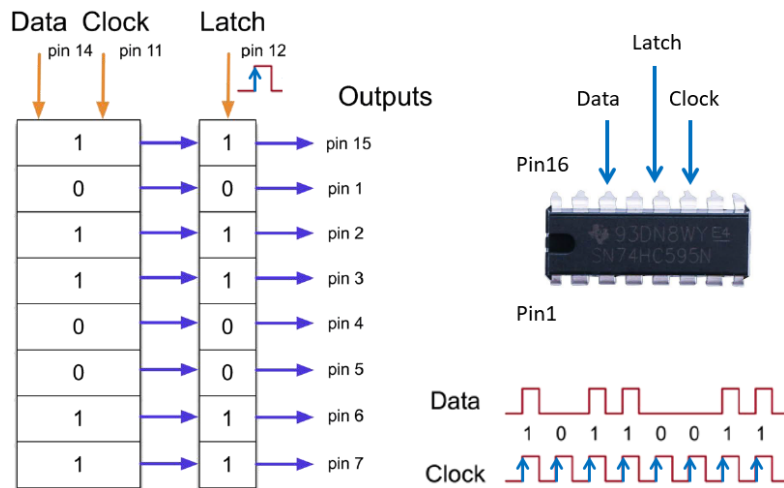 Data Clock Latch
pin 14 pin 11 pin 12
Outputs
1 1 pin 15
0 0 pin 1
1 1 pin 2
1 1 pin 3
0 0 pin 4
0 0 pin 5
1 1 pin 6
1 1 pin 7
Latch
Data Clock
Pin16
93DN8WY E4
SN74HC595N
Pin1
Data
1 0 1 1 0 0 1 1
Clock